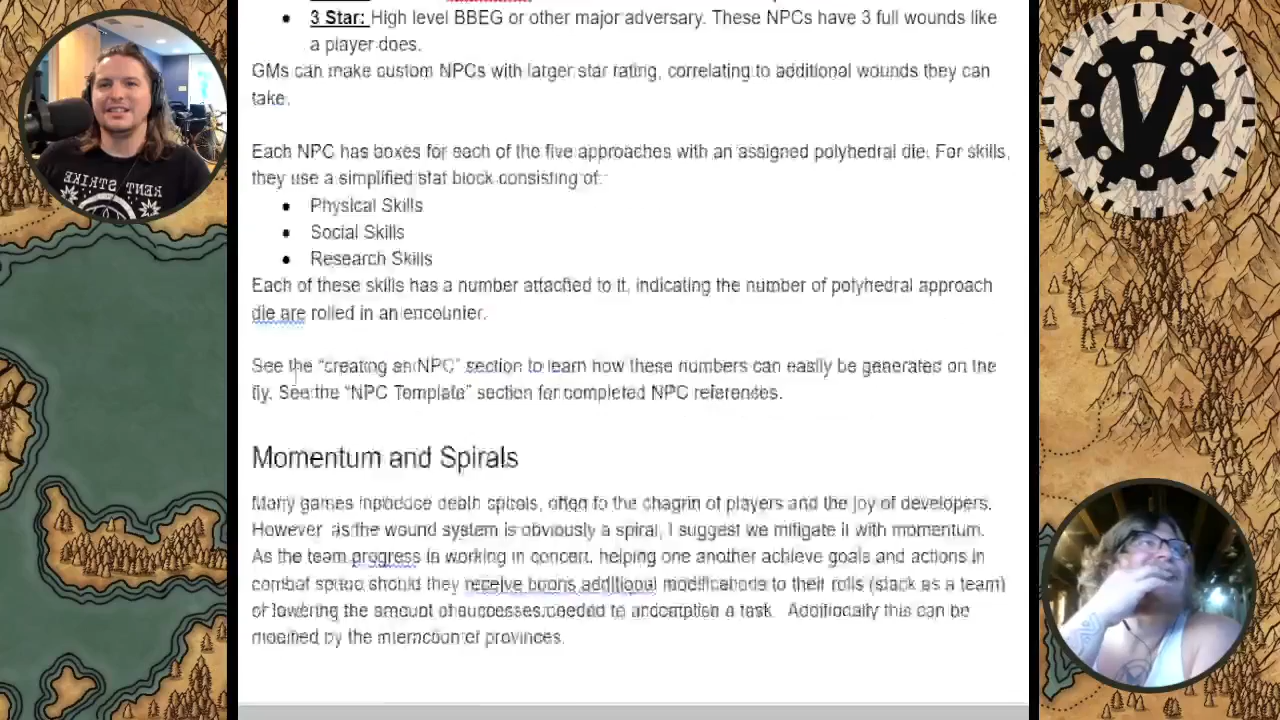 3 Star: High level BBEG or other major adversary. These NPCs have 3 full wounds like
a player does.
GMs can make custom NPCs with larger star rating, correlating to additional wounds they can
take.
Each NPC has boxes for each of the five approaches with an assigned polyhedral die. For skills,
they use a simplified stat block consisting of:
Physical Skills
Social Skills
Research Skills
Each of these skills has a number attached to it, indicating the number of polyhedral approach
die are rolled in an encounter.
See the "creating an NPC" section to learn how these numbers can easily be generated on the
fly. See the "NPC Template" section for completed NPC references.
Momentum and Spirals
Many games introduce death spirals, often to the chagrin of players and the joy of developers.
However as the wound system is obviously a spiral, I suggest we mitigate it with momentum.
As the team progress in working in concert, helping one another achieve goals and actions in
combat should they receive boons additional modifications to their rolls (stack as a team)
or lowering the amount of successes needed to accomplish a task. Additionally this can be
modified by the interaction of provinces.
RENT STRIKE
V